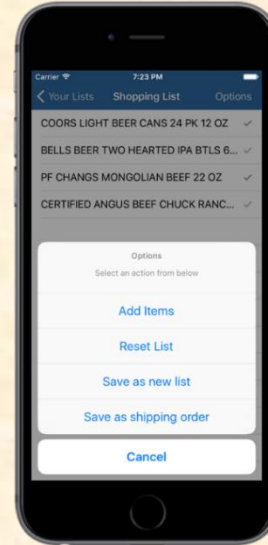 Carrier 7:23 PM
Your Lists Shopping List Options
COORS LIGHT BEER CANS 24 PK 12 OZ
BELLS BEER TWO HEARTED IPA BTLS 6...
PF CHANGS MONGOLIAN BEEF 22 OZ
CERTIFIED ANGUS BEEF CHUCK RANC...
Options
Select an action from below
Add Items
Reset List
Save as new list
Save as shipping order
Cancel